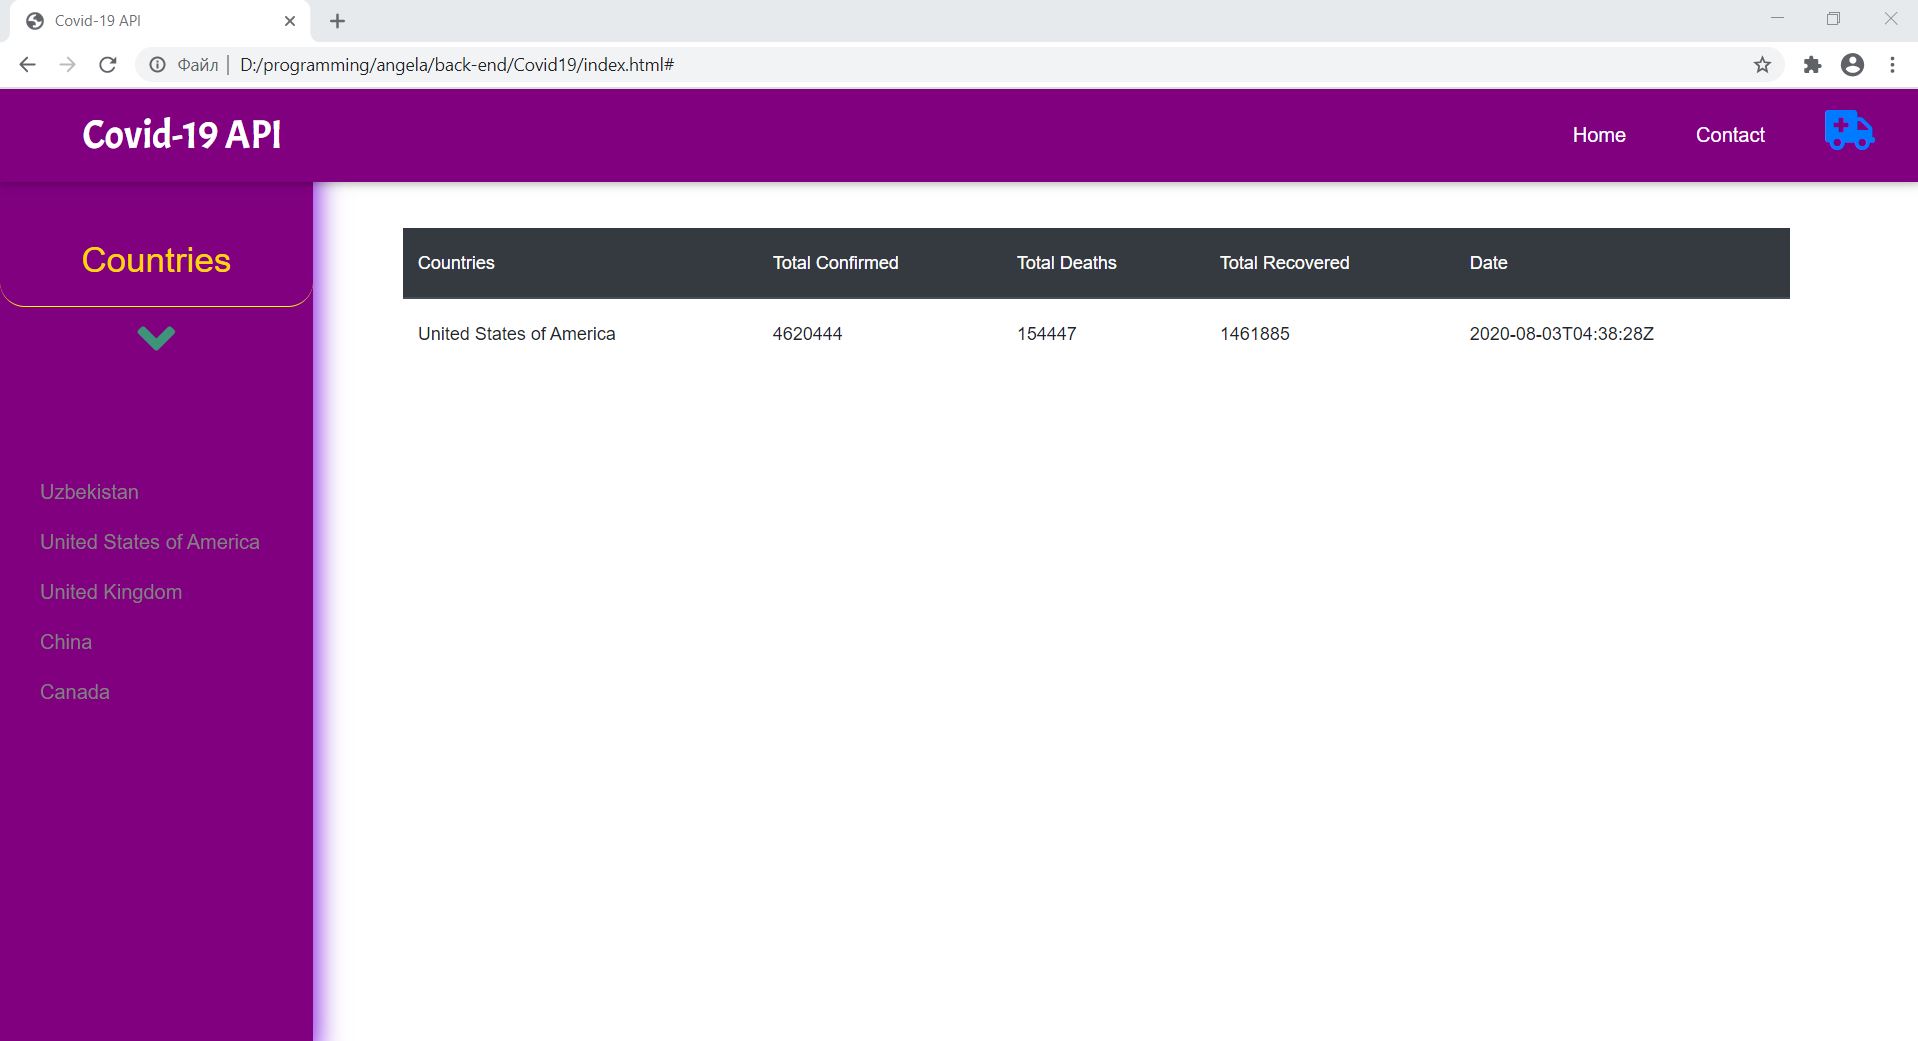 Covid-19 API
Файл D:/programming/angela/back-end/Covid19/index.html#
Covid-19 API Home Contact
Countries
Countries Total Confirmed Total Deaths Total Recovered Date
United States of America 4620444 154447 1461885 2020-08-03T04:38:28Z
Uzbekistan
United States of America
United Kingdom
China
Canada